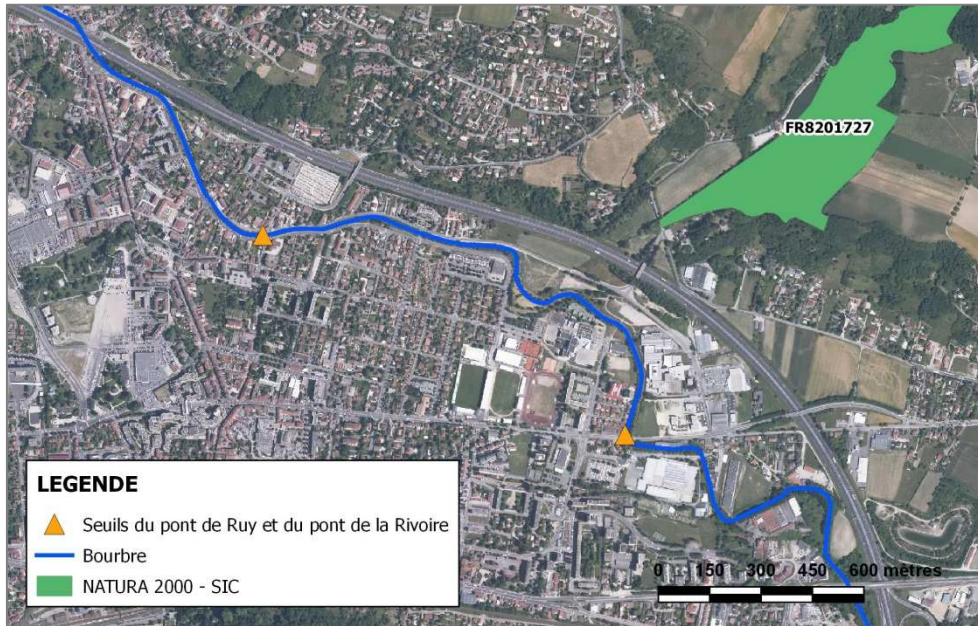 FR8201727
LEGENDE
Seuils du pont de Ruy et du pont de la Rivoire
Bourbre
NATURA 2000 - SIC
0 150 300 450 600 mètres